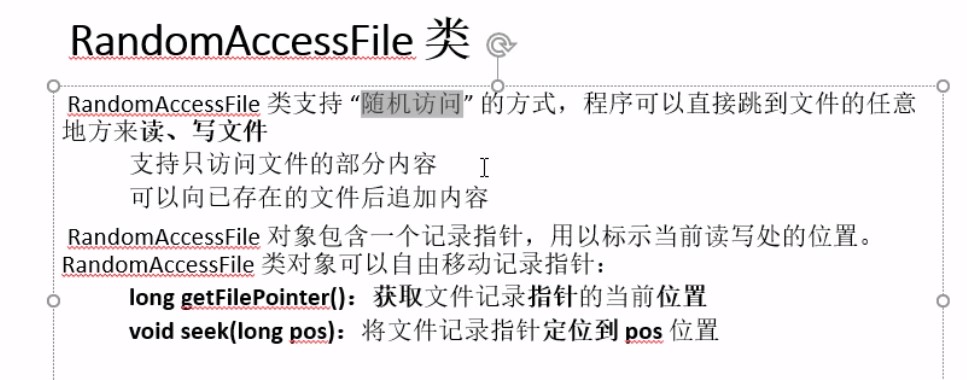 RandomAccessFile 类
RandomAccessFile 类支持 “随机访问” 的方式，程序可以直接跳到文件的任意
地方来读、写文件
支持只访问文件的部分内容
可以向已存在的文件后追加内容
RandomAccessFile 对象包含一个记录指针，用以标示当前读写处的位置。
RandomAccessFile 类对象可以自由移动记录指针：
long getFilePointer()：获取文件记录指针的当前位置
void seek(long pos)：将文件记录指针定位到 pos 位置